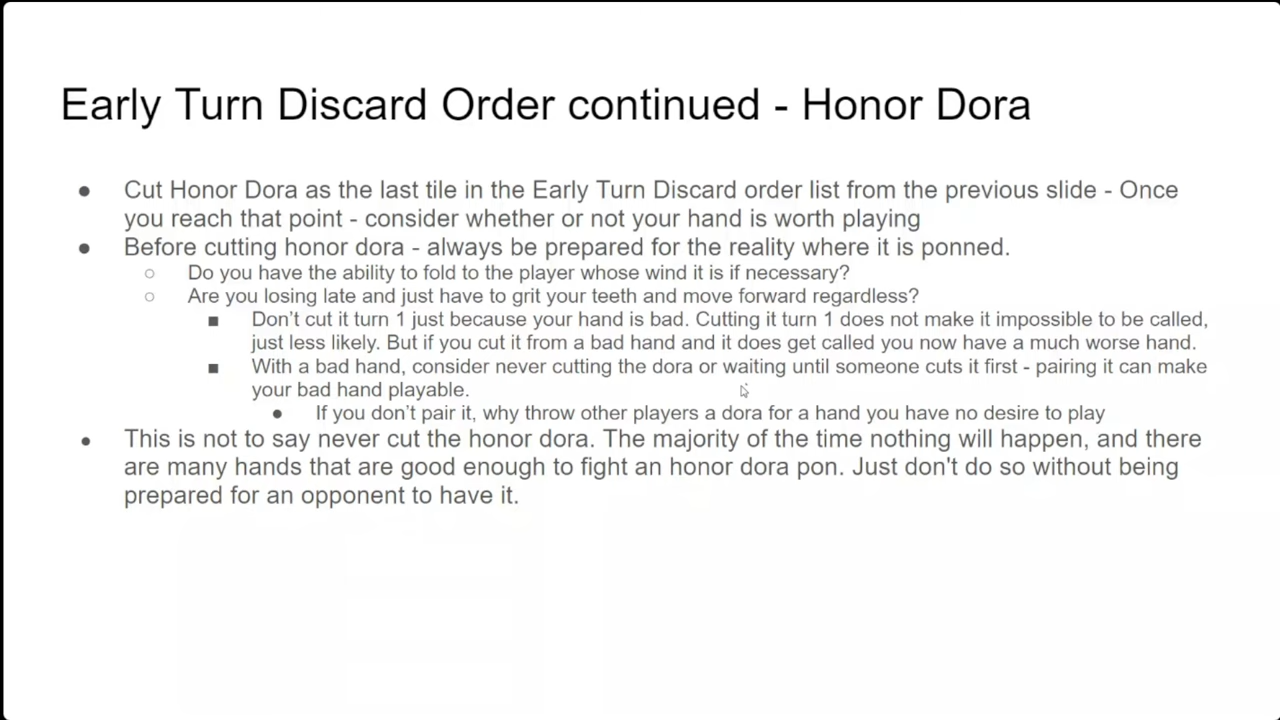 Early Turn Discard Order continued - Honor Dora
● Cut Honor Dora as the last tile in the Early Turn Discard order list from the previous slide - Once
you reach that point - consider whether or not your hand is worth playing
● Before cutting honor dora - always be prepared for the reality where it is ponned.
○ Do you have the ability to fold to the player whose wind it is if necessary?
○ Are you losing late and just have to grit your teeth and move forward regardless?
■ Don't cut it turn 1 just because your hand is bad. Cutting it turn 1 does not make it impossible to be called,
just less likely. But if you cut it from a bad hand and it does get called you now have a much worse hand.
■ With a bad hand, consider never cutting the dora or waiting until someone cuts it first - pairing it can make
your bad hand playable.
● If you don't pair it, why throw other players a dora for a hand you have no desire to play
● This is not to say never cut the honor dora. The majority of the time nothing will happen, and there
are many hands that are good enough to fight an honor dora pon. Just don't do so without being
prepared for an opponent to have it.